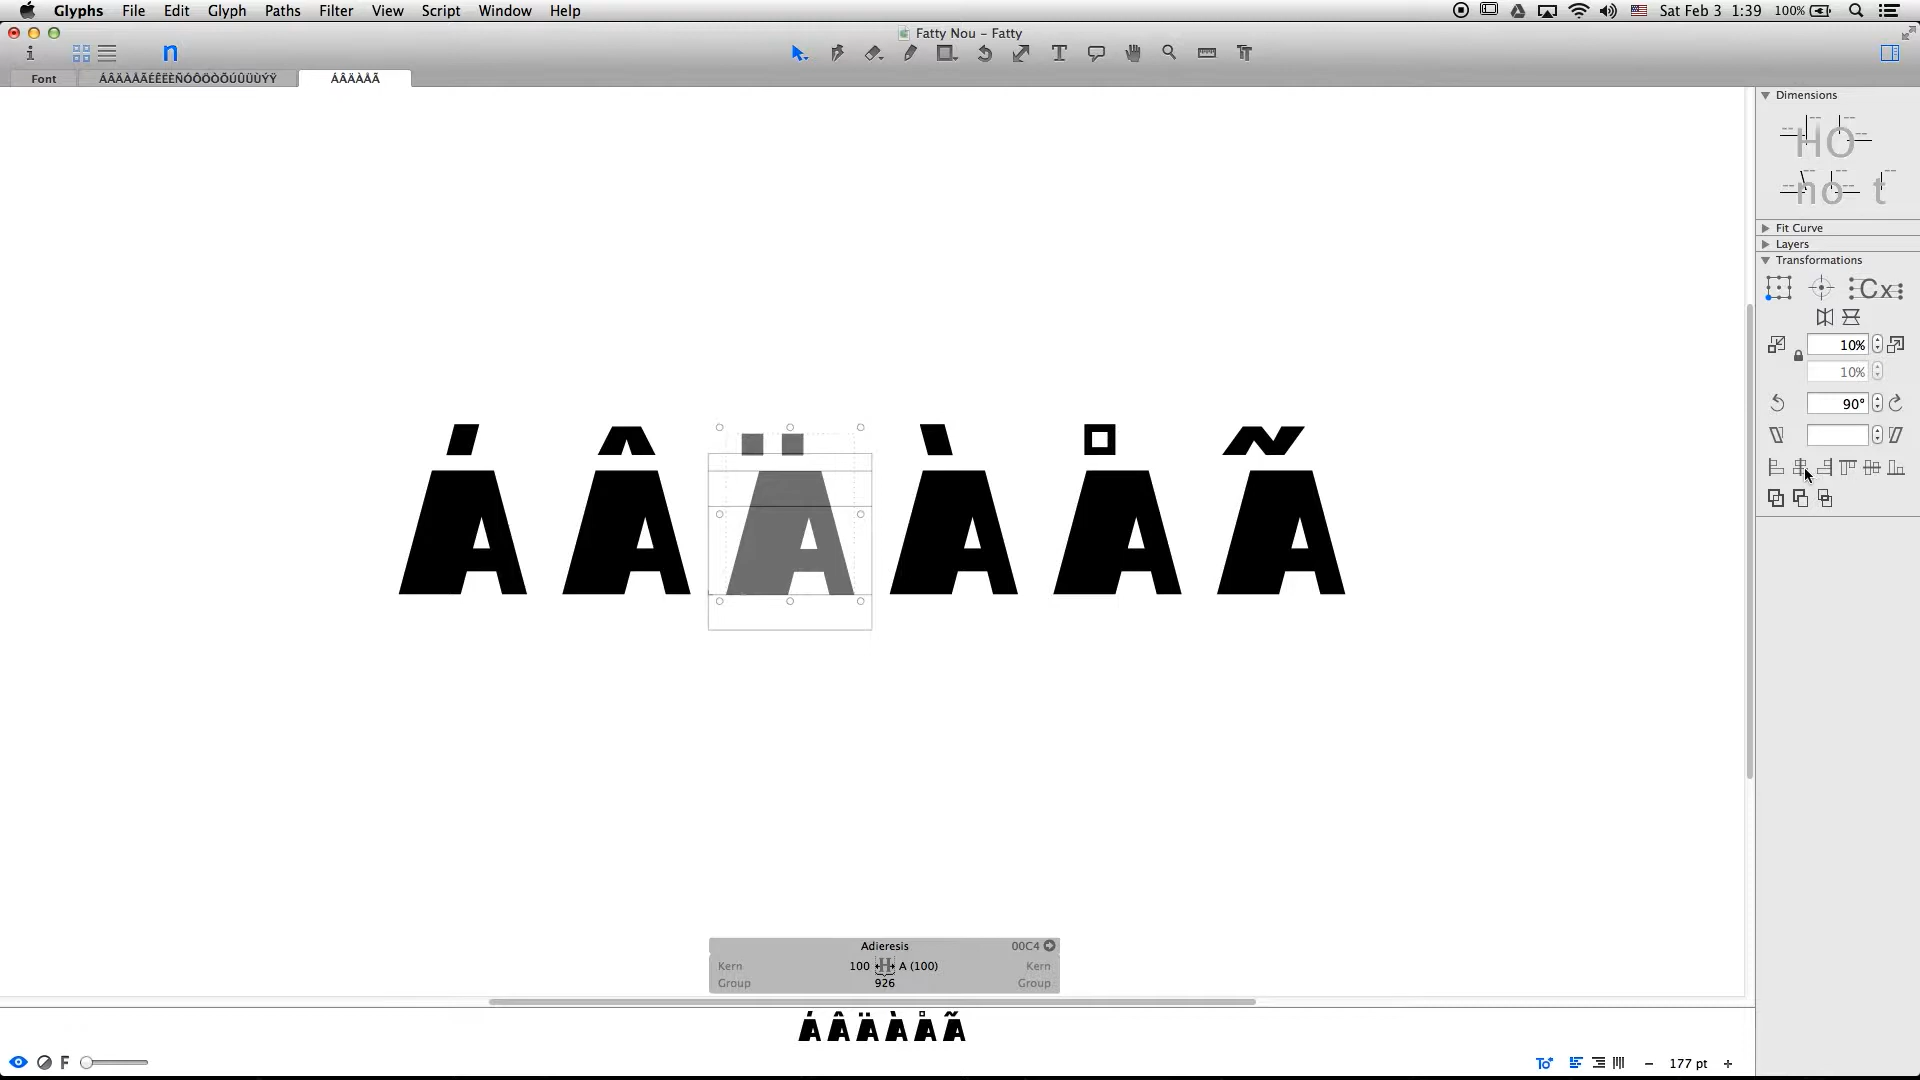 Glyphs File Edit Glyph Paths Filter View Script Window Help
Sat Feb 3 1:39 100%
Fatty Nou – Fatty
Font ÁÂÄÀÅÃÉÊËÈÑÓÔÖÒÕÚÛÜÙÝŸ ÁÂÄÀÅÃ
Dimensions
HO
no t
Fit Curve
Layers
Transformations
Cx
10%
10%
90°
ÁÂÄÀÅÃ
Adieresis 00C4
Kern 100 H A (100) Kern
Group 926 Group
ÁÂÄÀÅÃ
F
177 pt